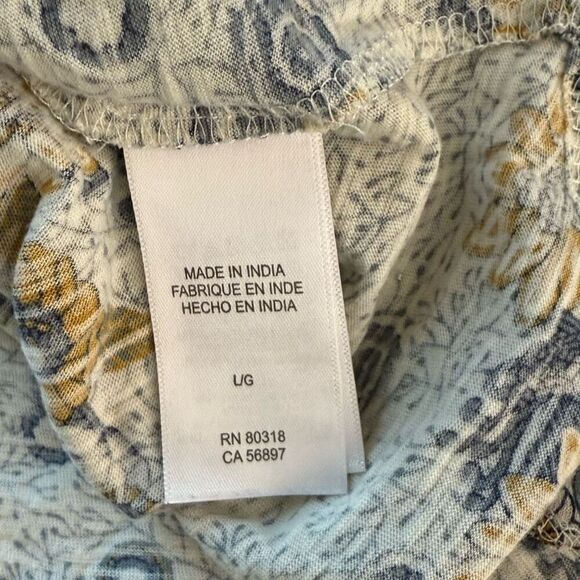 MADE IN INDIA
FABRIQUE EN INDE
HECHO EN INDIA
L/G
RN 80318
CA 56897